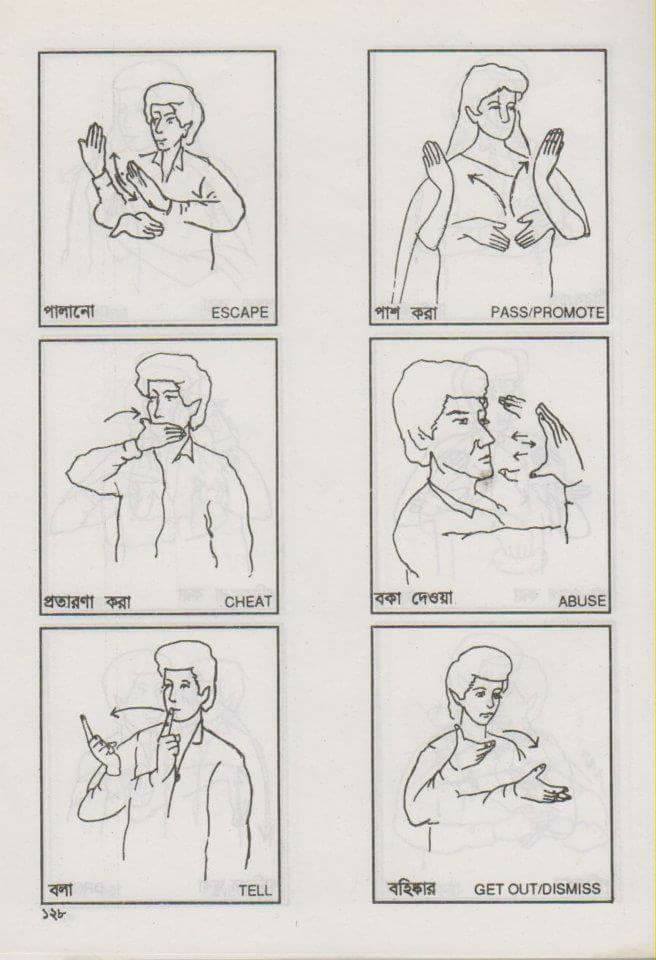 পালানো ESCAPE
পাশ করা PASS/PROMOTE
প্রতারণা করা CHEAT
বকা দেওয়া ABUSE
বলা TELL
বহিষ্কার GET OUT/DISMISS
১২৮